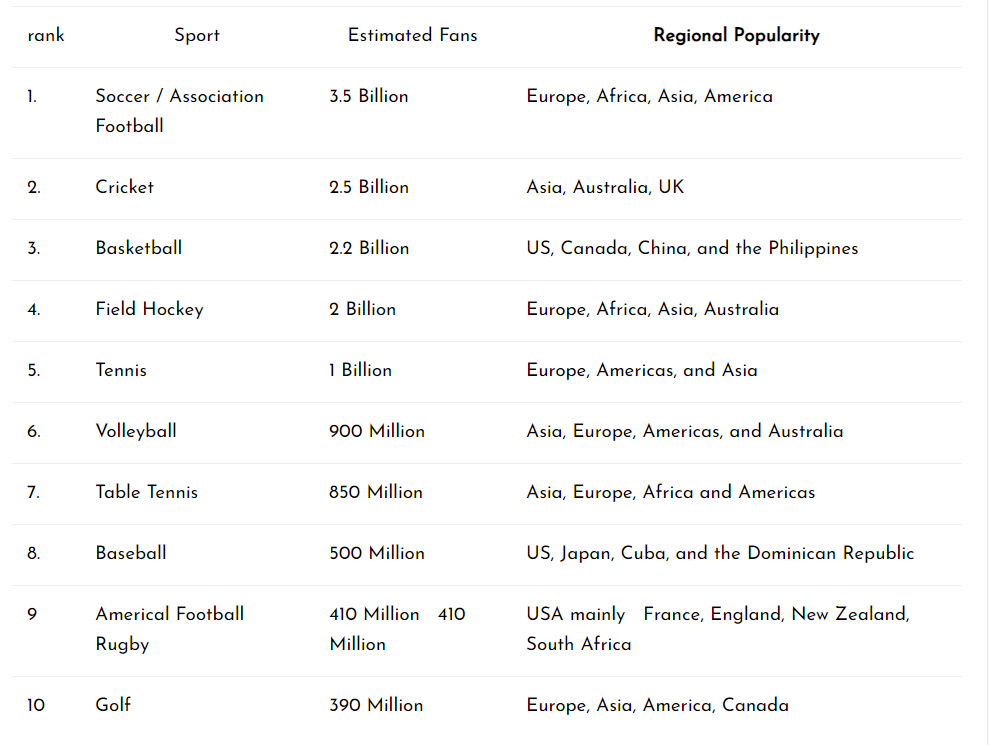 rank Sport Estimated Fans Regional Popularity
1. Soccer / Association 3.5 Billion Europe, Africa, Asia, America
Football
2. Cricket 2.5 Billion Asia, Australia, UK
3. Basketball 2.2 Billion US, Canada, China, and the Philippines
4. Field Hockey 2 Billion Europe, Africa, Asia, Australia
5. Tennis 1 Billion Europe, Americas, and Asia
6. Volleyball 900 Million Asia, Europe, Americas, and Australia
7. Table Tennis 850 Million Asia, Europe, Africa and Americas
8. Baseball 500 Million US, Japan, Cuba, and the Dominican Republic
9 Americal Football 410 Million 410 USA mainly France, England, New Zealand,
Rugby Million South Africa
10 Golf 390 Million Europe, Asia, America, Canada